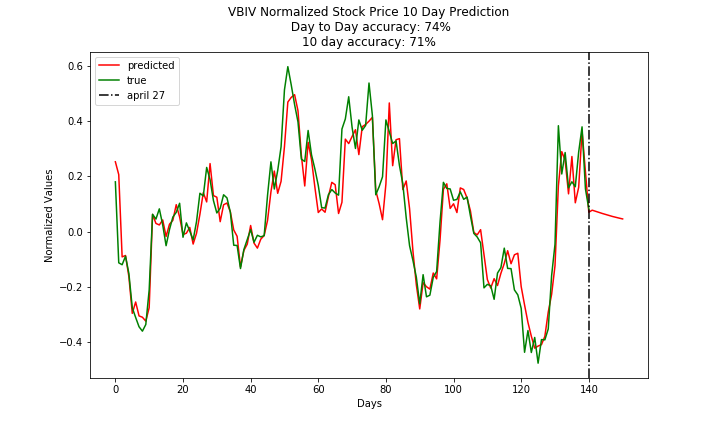 VBIV Normalized Stock Price 10 Day Prediction
Day to Day accuracy: 74%
10 day accuracy: 71%
predicted
true
april 27
Normalized Values
0.6
0.4
0.2
0.0
−0.2
−0.4
0 20 40 60 80 100 120 140
Days